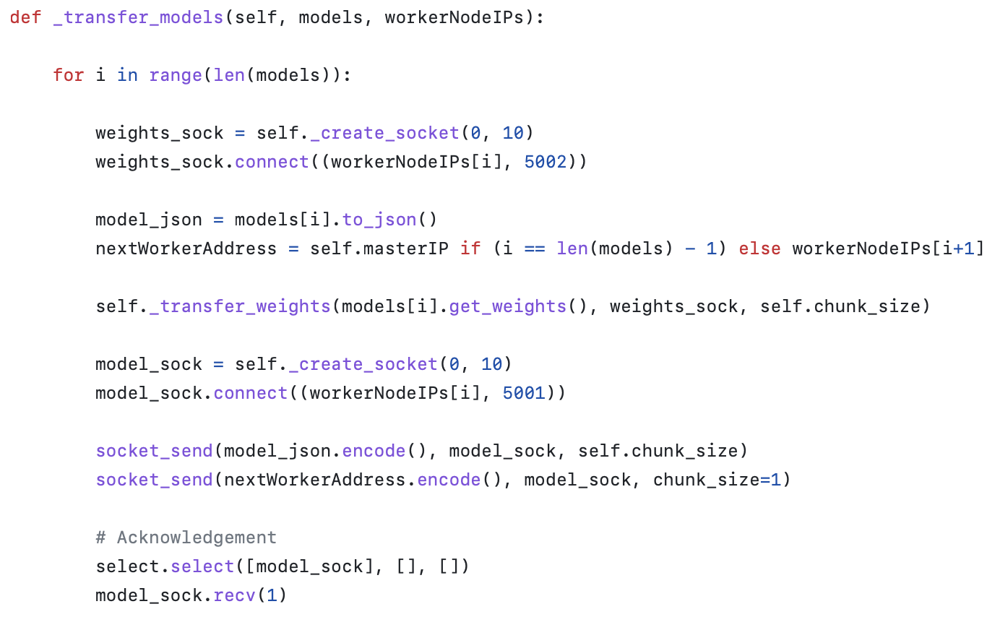 def _transfer_models(self, models, workerNodeIPs):
for i in range(len(models)):
weights_sock = self._create_socket(0, 10)
weights_sock.connect((workerNodeIPs[i], 5002))
model_json = models[i].to_json()
nextWorkerAddress = self.masterIP if (i == len(models) - 1) else workerNodeIPs[i+1]
self._transfer_weights(models[i].get_weights(), weights_sock, self.chunk_size)
model_sock = self._create_socket(0, 10)
model_sock.connect((workerNodeIPs[i], 5001))
socket_send(model_json.encode(), model_sock, self.chunk_size)
socket_send(nextWorkerAddress.encode(), model_sock, chunk_size=1)
# Acknowledgement
select.select([model_sock], [], [])
model_sock.recv(1)